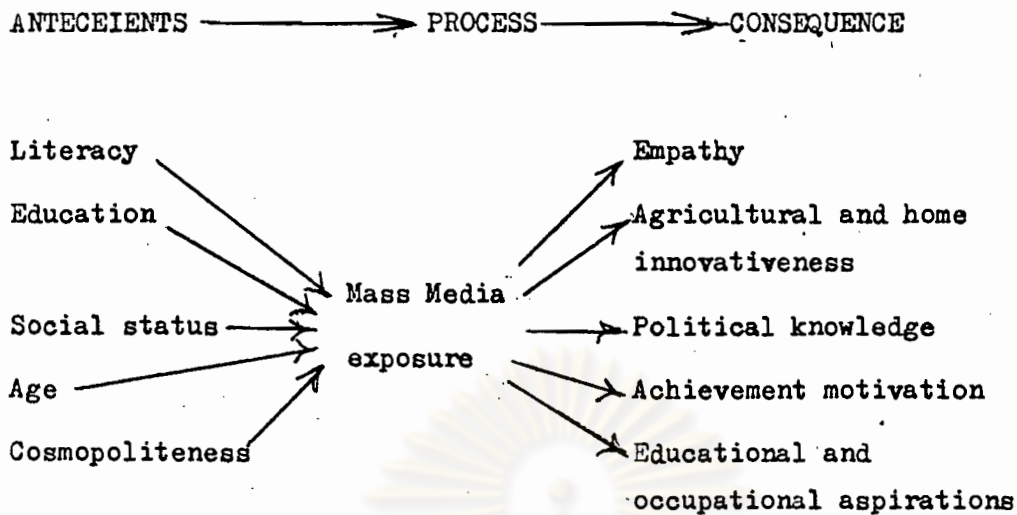 ANTECEIENTS PROCESS CONSEQUENCE
Literacy
Education
Social status
Age
Cosmopoliteness
Mass Media
exposure
Empathy
Agricultural and home
innovativeness
Political knowledge
Achievement motivation
Educational and
occupational aspirations